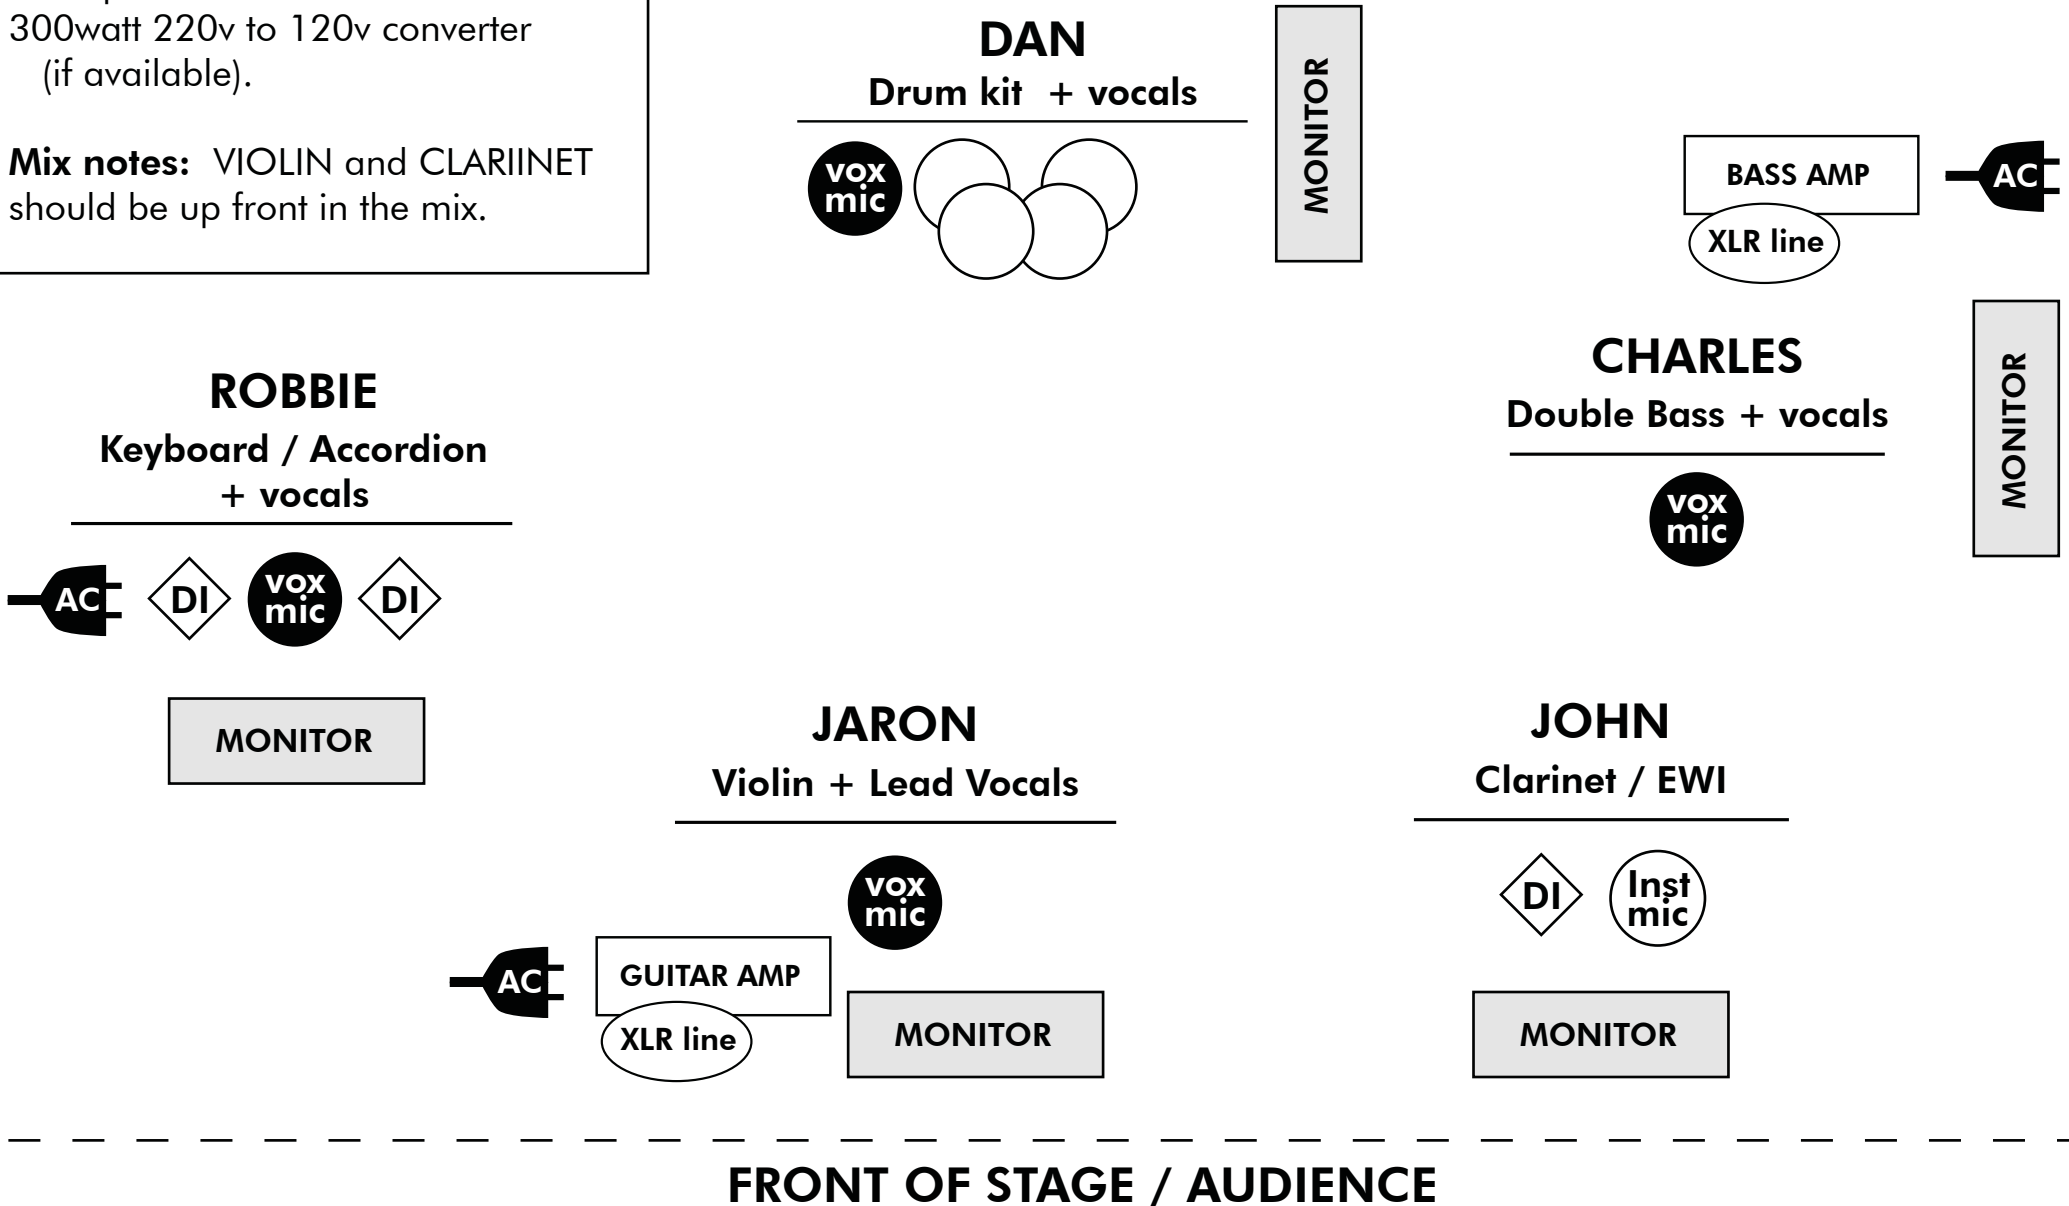 300watt 220v to 120v converter
(if available).
Mix notes: VIOLIN and CLARIINET
should be up front in the mix.
DAN
Drum kit + vocals
vox
mic
MONITOR
BASS AMP
AC
XLR line
CHARLES
Double Bass + vocals
vox
mic
MONITOR
ROBBIE
Keyboard / Accordion
+ vocals
AC
DI
vox
mic
DI
MONITOR
JARON
Violin + Lead Vocals
vox
mic
AC
GUITAR AMP
XLR line
MONITOR
JOHN
Clarinet / EWI
DI
Inst
mic
MONITOR
FRONT OF STAGE / AUDIENCE